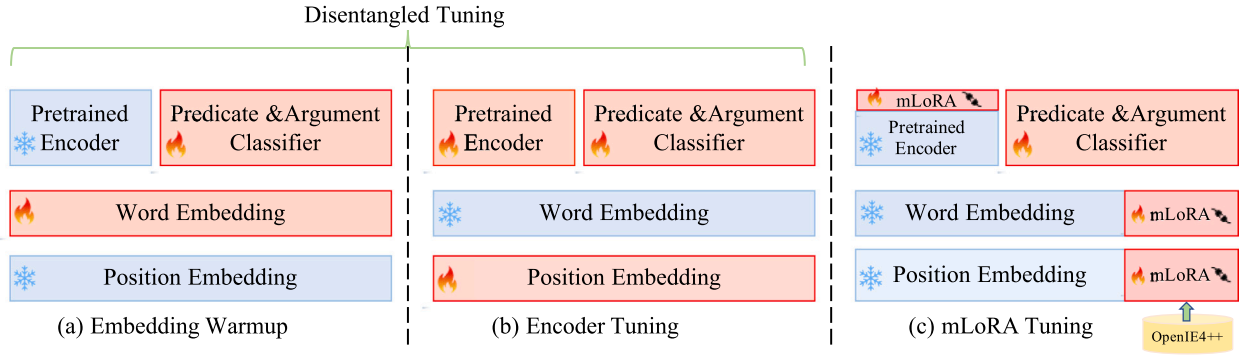 Disentangled Tuning
Pretrained
Encoder
Predicate &Argument
Classifier
Word Embedding
Position Embedding
(a) Embedding Warmup
Pretrained
Encoder
Predicate &Argument
Classifier
Word Embedding
Position Embedding
(b) Encoder Tuning
mLoRA
Pretrained
Encoder
Predicate &Argument
Classifier
Word Embedding
mLoRA
Position Embedding
mLoRA
(c) mLoRA Tuning
OpenIE4++